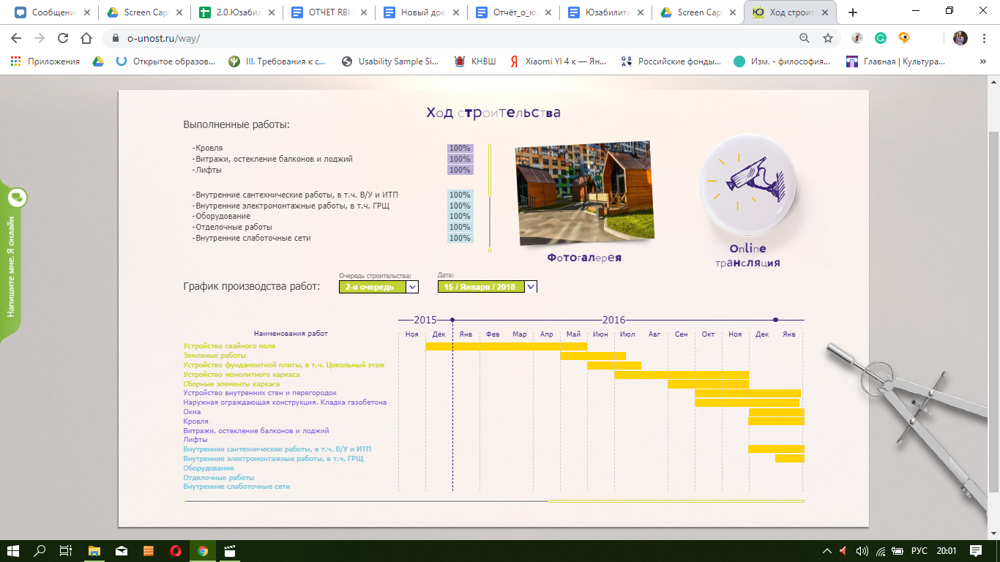 Сообщения
Screen Capt
2.0.Юзабил
ОТЧЕТ RBI
Новый док
Отчёт_о_юз
Юзабилити
Screen Capt
Ход строит
o-unost.ru/way/
Приложения
Открытое образов...
III. Требования к с...
Usability Sample Si...
КНВШ
Xiaomi YI 4 к — Ян...
Российские фонды...
Изм. - философия...
Главная | Культура...
»
Ход строительства
Выполненные работы:
-Кровля 100%
-Витражи, остекление балконов и лоджий 100%
-Лифты 100%
-Внутренние сантехнические работы, в т.ч. В/У и ИТП 100%
-Внутренние электромонтажные работы, в т.ч. ГРЩ 100%
-Оборудование 100%
-Отделочные работы 100%
-Внутренние слаботочные сети 100%
Фотогалерея
Online
трансляция
Напишите мне. Я онлайн
График производства работ:
Очередь строительства:
2-я очередь
Дата:
15 / Января / 2018
2015 2016
Наименования работ Ноя Дек Янв Фев Мар Апр Май Июн Июл Авг Сен Окт Ноя Дек Янв
Устройство свайного поля
Земляные работы
Устройство фундаментной плиты, в т.ч. Цокольный этаж
Устройство монолитного каркаса
Сборные элементы каркаса
Устройство внутренних стен и перегородок
Наружная ограждающая конструкция. Кладка газобетона
Окна
Кровля
Витражи, остекление балконов и лоджий
Лифты
Внутренние сантехнические работы, в т.ч. В/У и ИТП
Внутренние электромонтажные работы, в т.ч. ГРЩ
Оборудование
Отделочные работы
Внутренние слаботочные сети
РУС 20:01